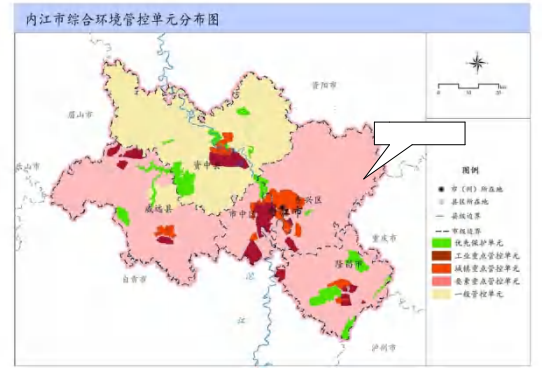 内江市综合环境管控单元分布图
资阳市
眉山市
乐山市
资中县
威远县
市中区
东兴区
重庆市
隆昌市
自贡市
沱
江
泸州市
图例
市（州）所在地
县级所在地
县级边界
市级边界
优先保护单元
工业重点管控单元
城镇重点管控单元
要素重点管控单元
一般管控单元